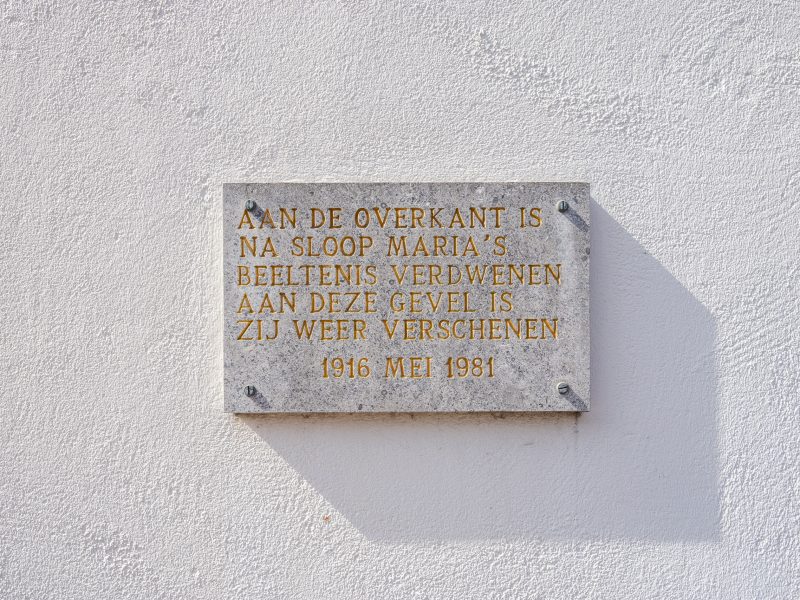 AAN DE OVERKANT IS
NA SLOOP MARIA'S
BEELTENIS VERDWENEN
AAN DEZE GEVEL IS
ZIJ WEER VERSCHENEN
1916 MEI 1981